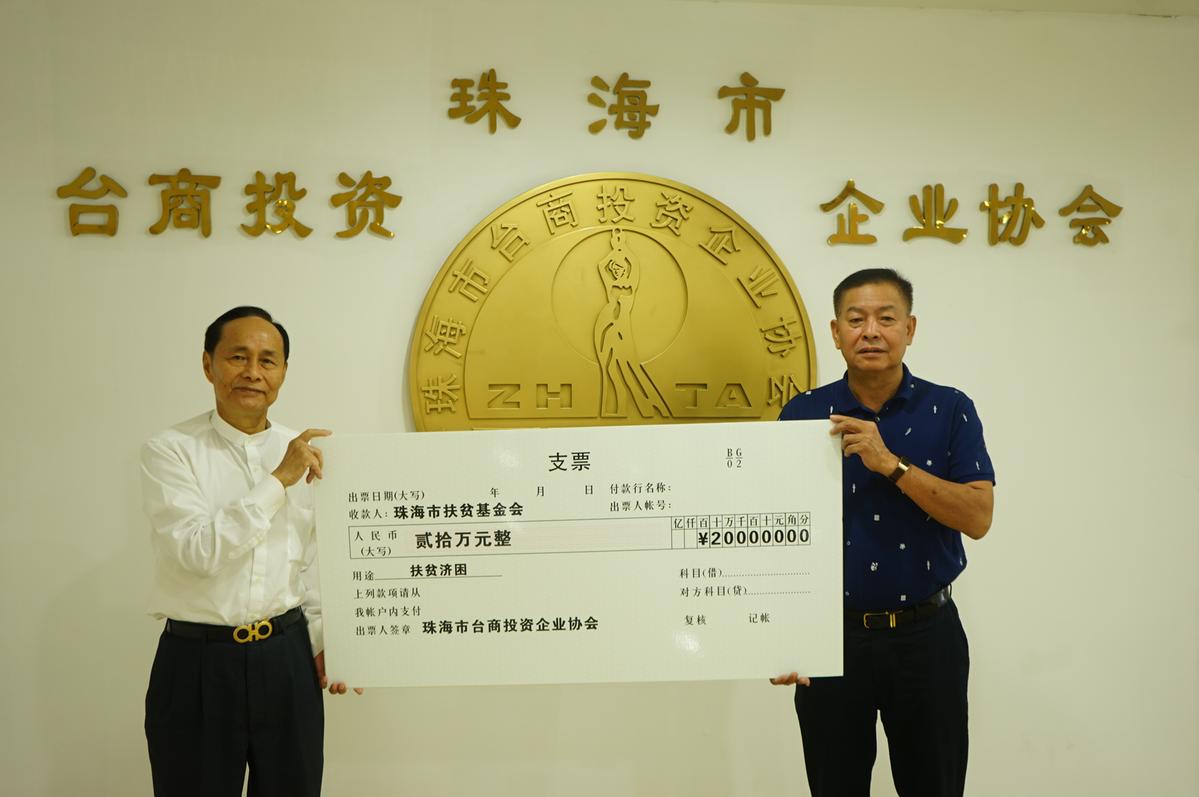 珠海市
台商投资 企业协会
珠海市台商投资企业协会
ZH TA
支票
BG
02
出票日期(大写) 年 月 日 付款行名称：
收款人：珠海市扶贫基金会 出票人帐号：
亿仟百十万千百十元角分
人民币
(大写) 贰拾万元整 ¥20000000
用途 扶贫济困 科目(借)
上列款项请从 对方科目(贷)
我帐户内支付
出票人签章 珠海市台商投资企业协会 复核 记帐